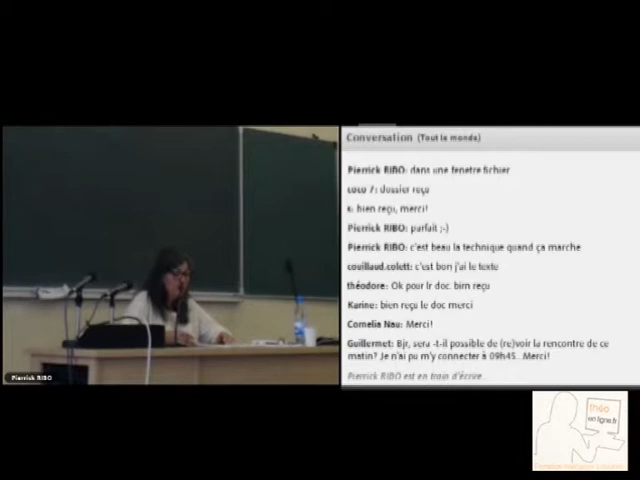 Conversation (Tout le monde)
Pierrick RIBO: dans une fenetre fichier
coco 7: dossier reçu
s: bien reçu, merci!
Pierrick RIBO: parfait ;-)
Pierrick RIBO: c'est beau la technique quand ça marche
couillaud.colett: c'est bon j'ai le texte
théodore: Ok pour lr doc. birn reçu
Karine: bien reçu le doc merci
Cornelia Nau: Merci!
Guillermet: Bjr, sera -t-il possible de (re)voir la rencontre de ce
matin? Je n'ai pu m'y connecter à 09h45.. Merci!
Pierrick RIBO est en train d'écrire...
Pierrick RIBO
théo
en ligne.fr